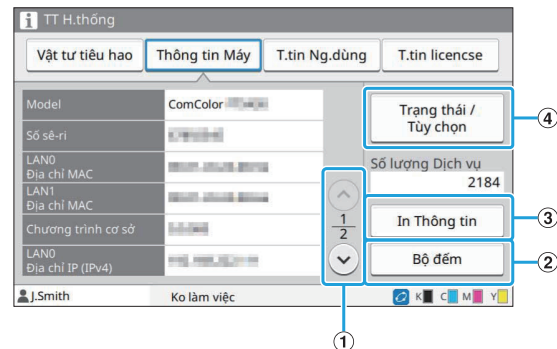 TT H.thống
Vật tư tiêu hao
Thông tin Máy
T.tin Ng.dùng
T.tin licencse
Model
ComColor
Số sê-ri
LAN0
Địa chỉ MAC
LAN1
Địa chỉ MAC
Chương trình cơ sở
LAN0
Địa chỉ IP (IPv4)
1
2
Trạng thái /
Tùy chọn
Số lượng Dịch vụ
2184
In Thông tin
Bộ đếm
J.Smith
Ko làm việc
K C M Y
④
③
②
①